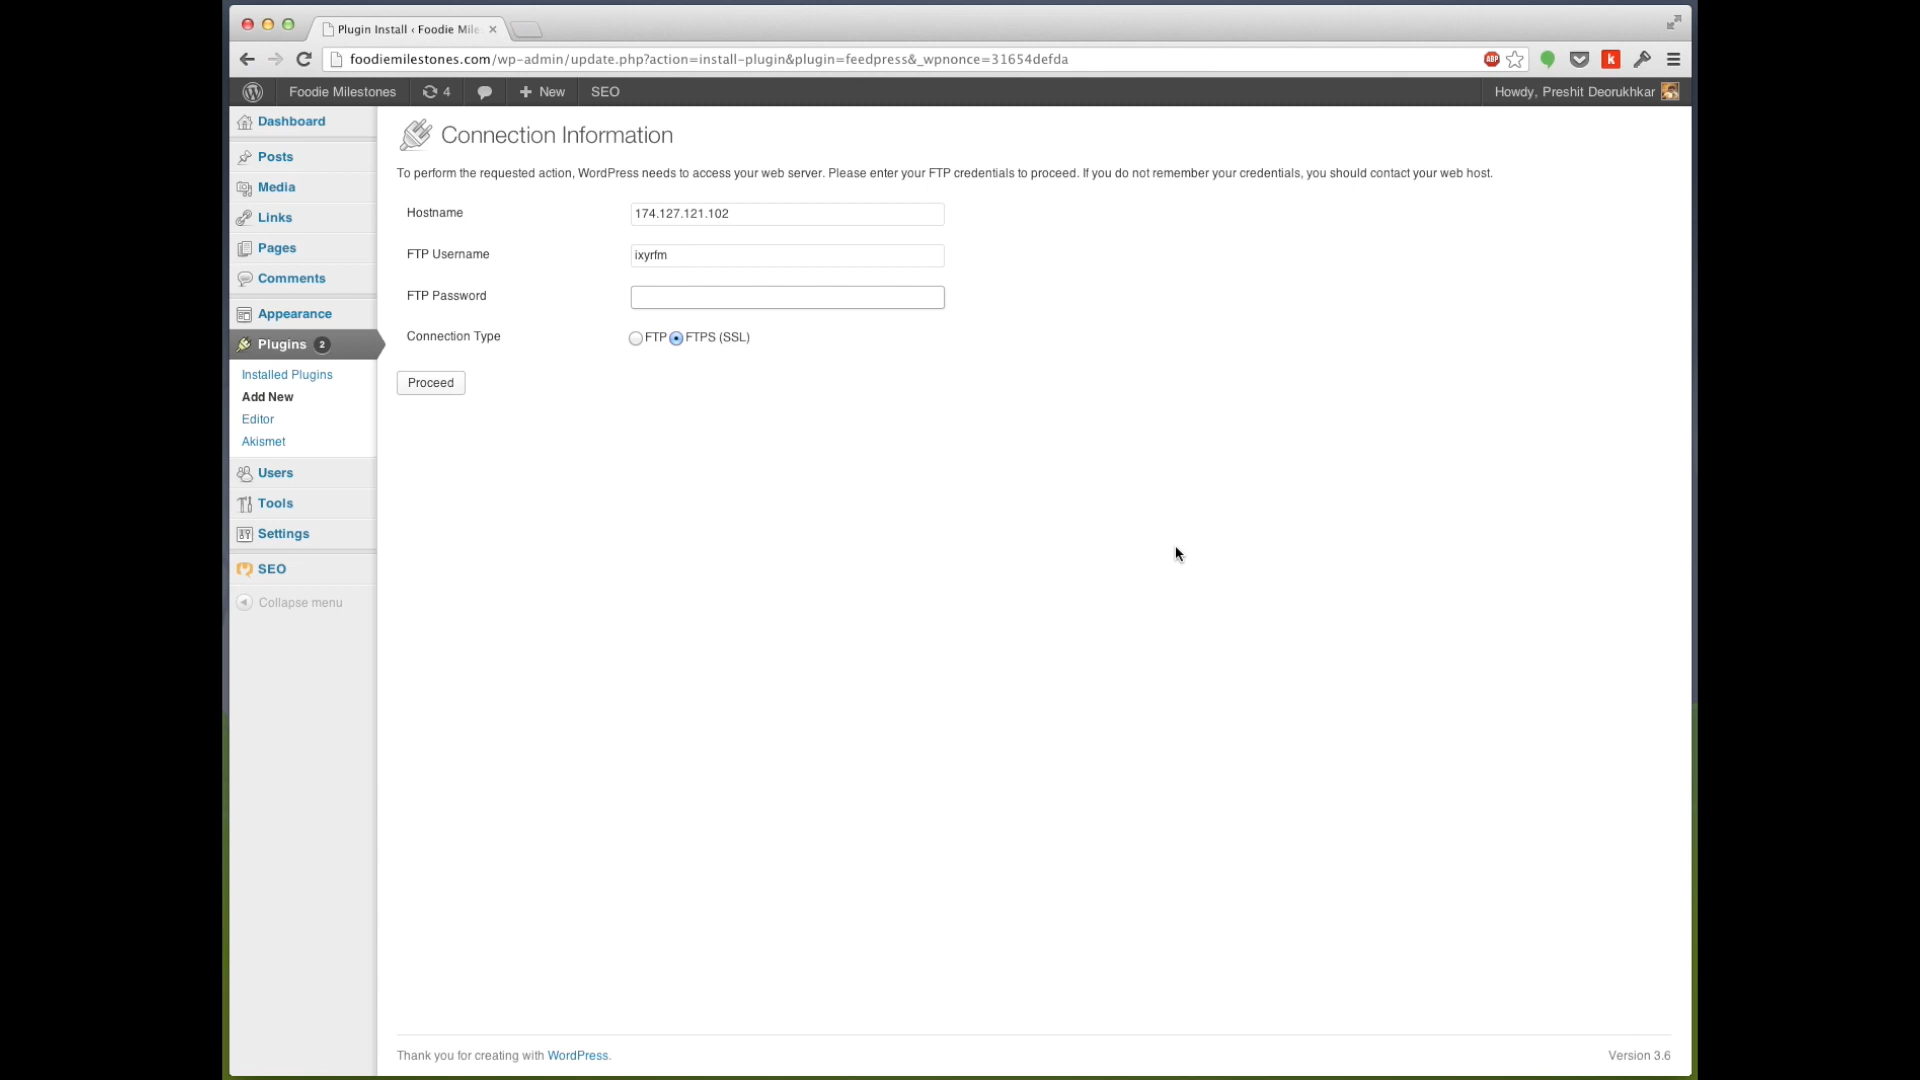 Plugin Install ‹ Foodie Mile
foodiemilestones.com/wp-admin/update.php?action=install-plugin&plugin=feedpress&_wpnonce=31654defda
ABP
k
Foodie Milestones 4 New SEO Howdy, Preshit Deorukhkar
Dashboard
Posts
Media
Links
Pages
Comments
Appearance
Plugins 2
Installed Plugins
Add New
Editor
Akismet
Users
Tools
Settings
SEO
Collapse menu
Connection Information
To perform the requested action, WordPress needs to access your web server. Please enter your FTP credentials to proceed. If you do not remember your credentials, you should contact your web host.
Hostname 174.127.121.102
FTP Username ixyrfm
FTP Password
Connection Type FTP FTPS (SSL)
Proceed
Thank you for creating with WordPress. Version 3.6